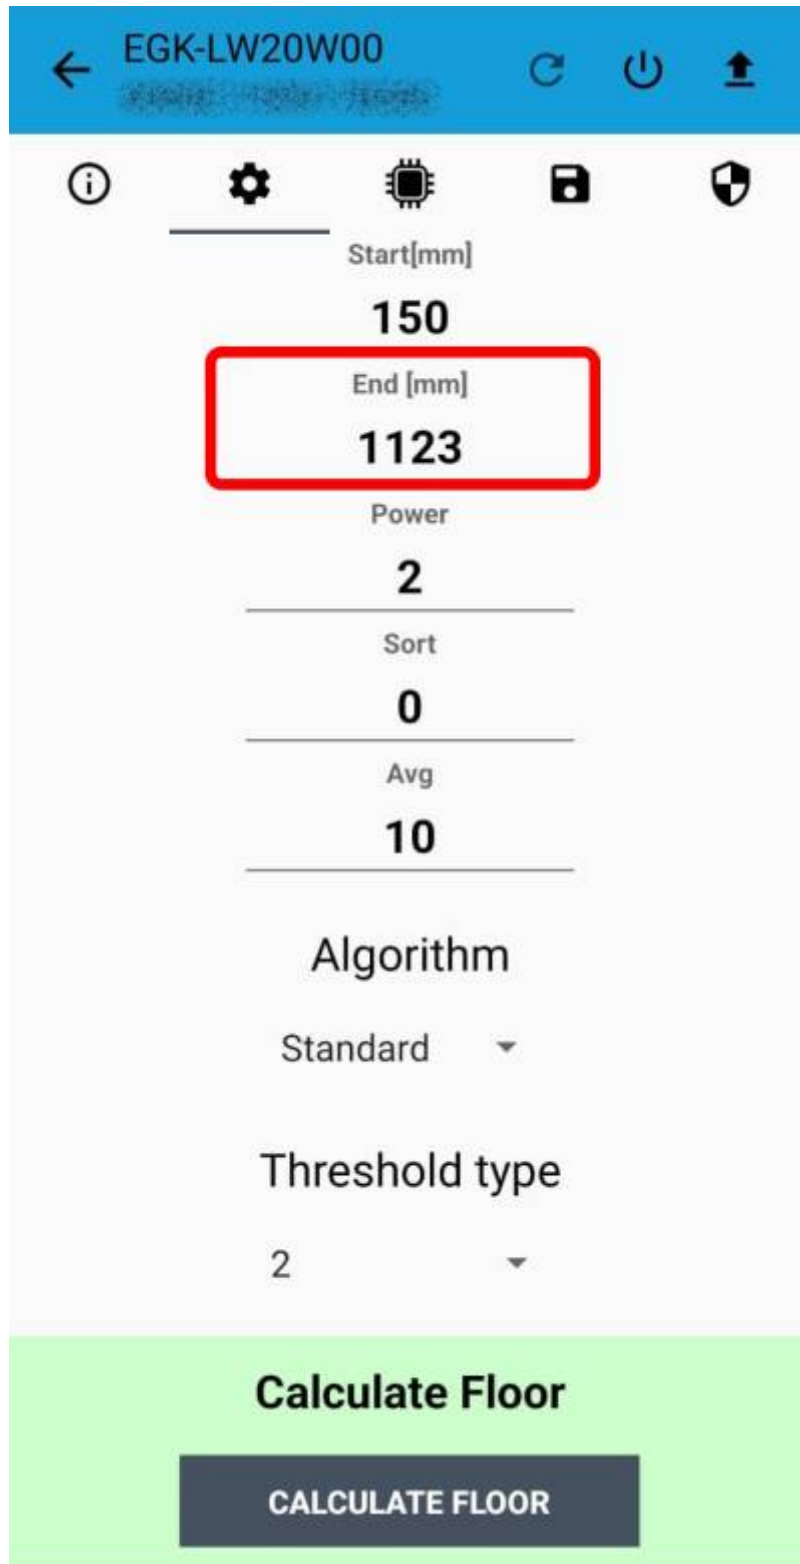 EGK-LW20W00
Start[mm]
150
End [mm]
1123
Power
2
Sort
0
Avg
10
Algorithm
Standard
Threshold type
2
Calculate Floor
CALCULATE FLOOR